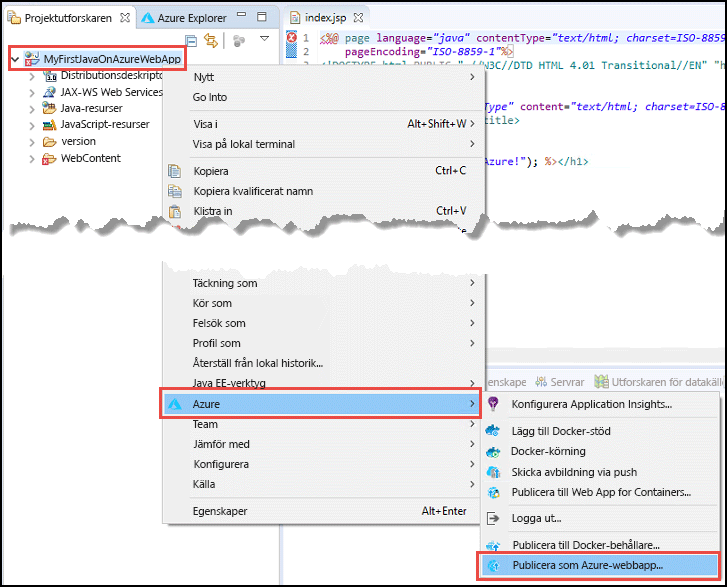 Projektutforskaren
Azure Explorer
index.jsp
MyFirstJavaOnAzureWebApp
Distributionsdeskripto
JAX-WS Web Services
Java-resurser
JavaScript-resurser
version
WebContent
1 <%@ page language="java" contentType="text/html; charset=ISO-8859
2 pageEncoding="ISO-8859-1"%>
<!DOCTYPE html PUBLIC "-//W3C//DTD HTML 4.01 Transitional//EN" "h
Type" content="text/html; charset=ISO-8
title>
Azure!"); %></h1>
Nytt
Go Into
Visa i Alt+Shift+W
Visa på lokal terminal
Kopiera Ctrl+C
Kopiera kvalificerat namn
Klistra in Ctrl+V
Täckning som
Kör som
Felsök som
Profil som
Återställ från lokal historik...
Java EE-verktyg
Azure
Team
Jämför med
Konfigurera
Källa
Egenskaper Alt+Enter
enskape
Servrar
Utforskaren för datakäll
Konfigurera Application Insights...
Lägg till Docker-stöd
Docker-körning
Skicka avbildning via push
Publicera till Web App for Containers...
Logga ut...
Publicera till Docker-behållare...
Publicera som Azure-webbapp...